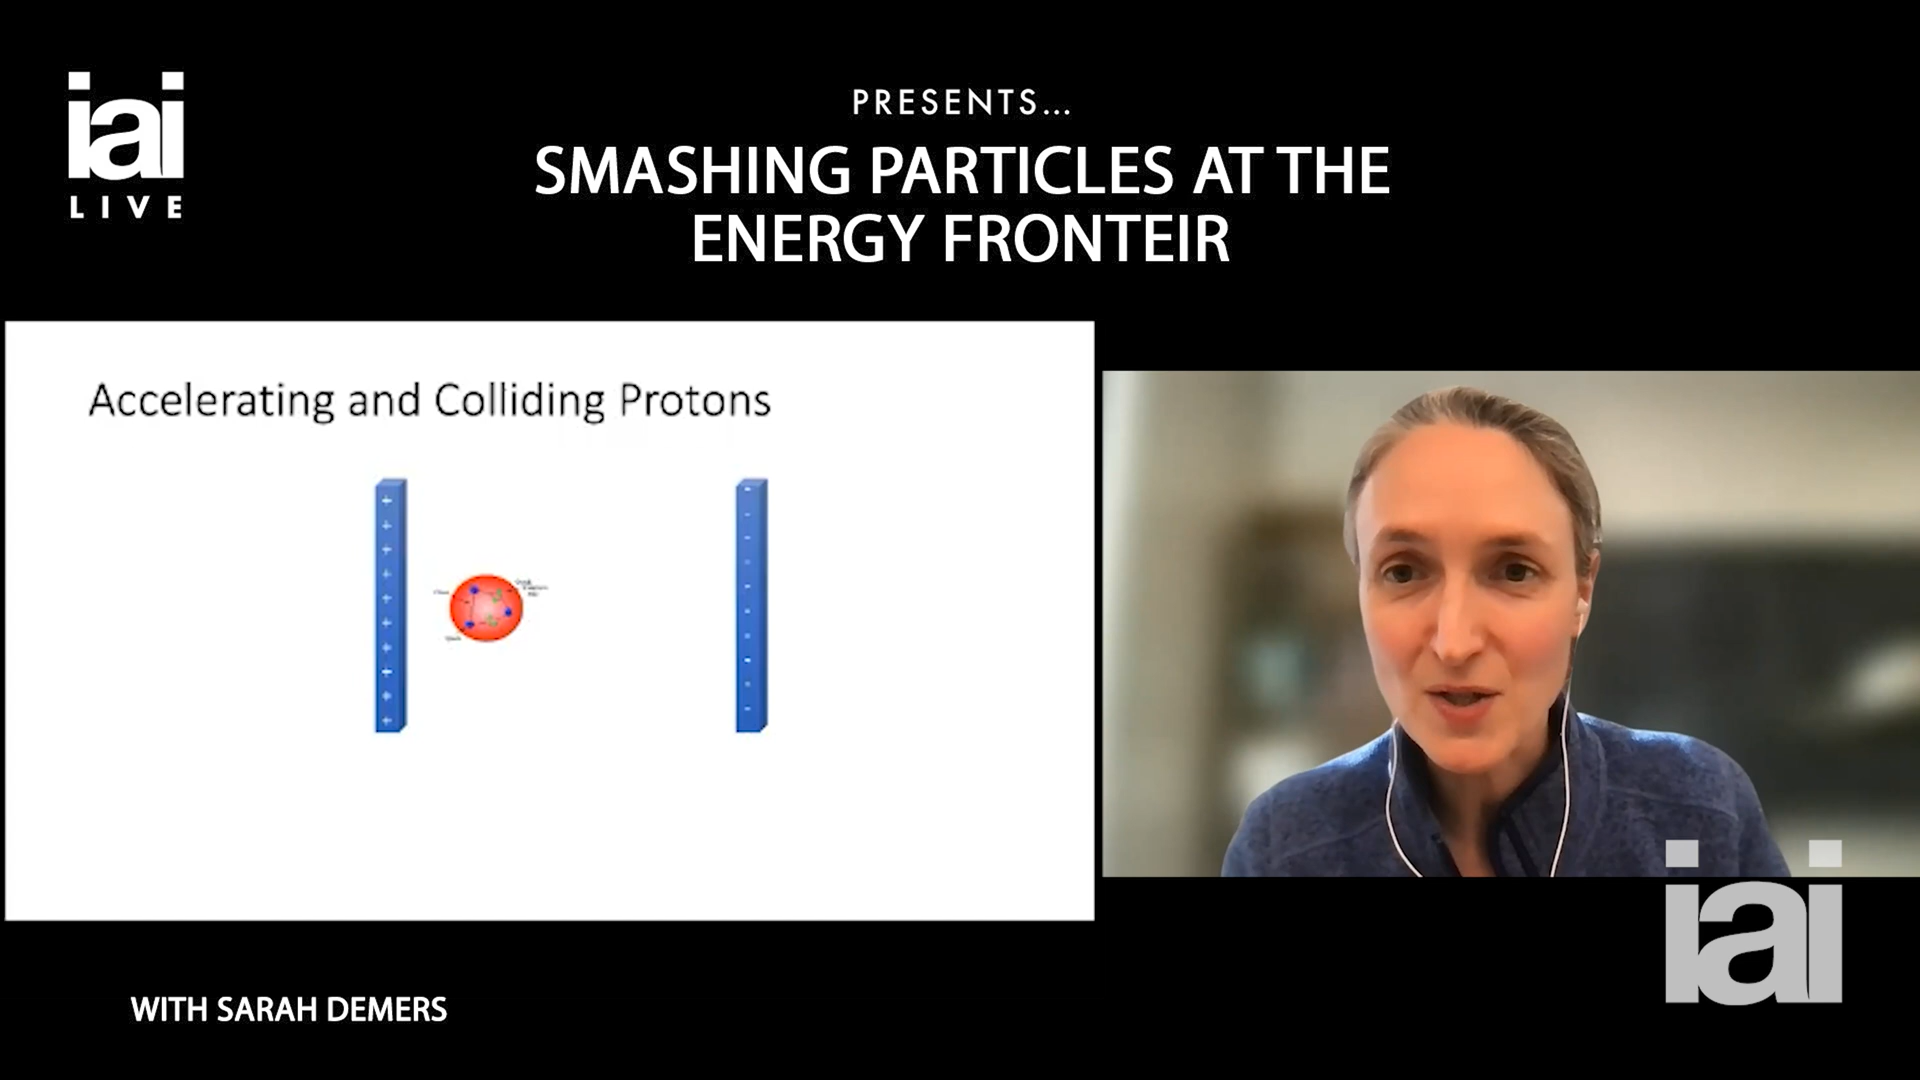 iai
LIVE
PRESENTS...
SMASHING PARTICLES AT THE
ENERGY FRONTEIR
Accelerating and Colliding Protons
WITH SARAH DEMERS
iai